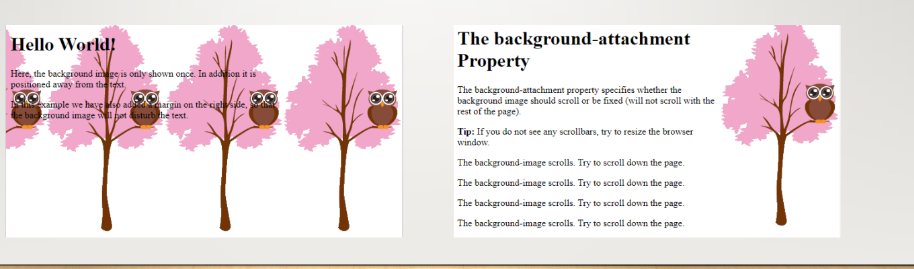 Hello World!
Here, the background image is only shown once. In addition it is
positioned away from the text.
In this example we have also added a margin on the right side, so that
the background image will not disturb the text.
The background-attachment
Property
The background-attachment property specifies whether the
background image should scroll or be fixed (will not scroll with the
rest of the page).
Tip: If you do not see any scrollbars, try to resize the browser
window.
The background-image scrolls. Try to scroll down the page.
The background-image scrolls. Try to scroll down the page.
The background-image scrolls. Try to scroll down the page.
The background-image scrolls. Try to scroll down the page.